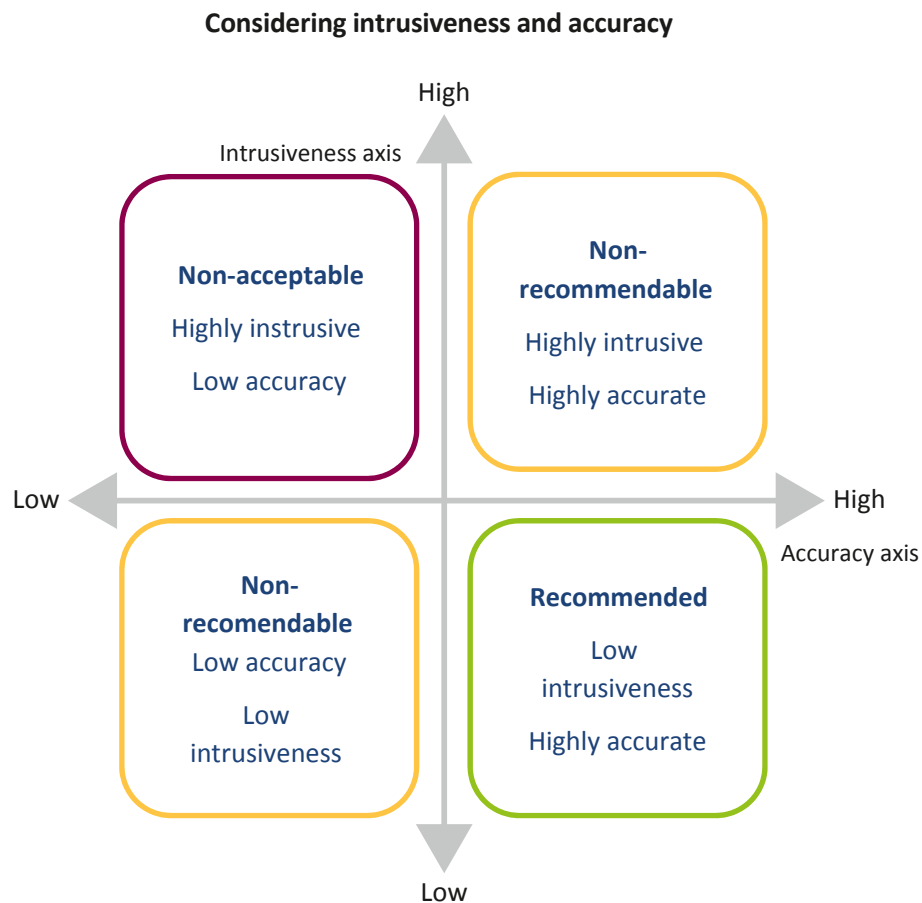 Considering intrusiveness and accuracy
High
Intrusiveness axis
Non-acceptable
Highly instrusive
Low accuracy
Non-
recommendable
Highly intrusive
Highly accurate
Low
High
Accuracy axis
Non-
recomendable
Low accuracy
Low
intrusiveness
Recommended
Low
intrusiveness
Highly accurate
Low